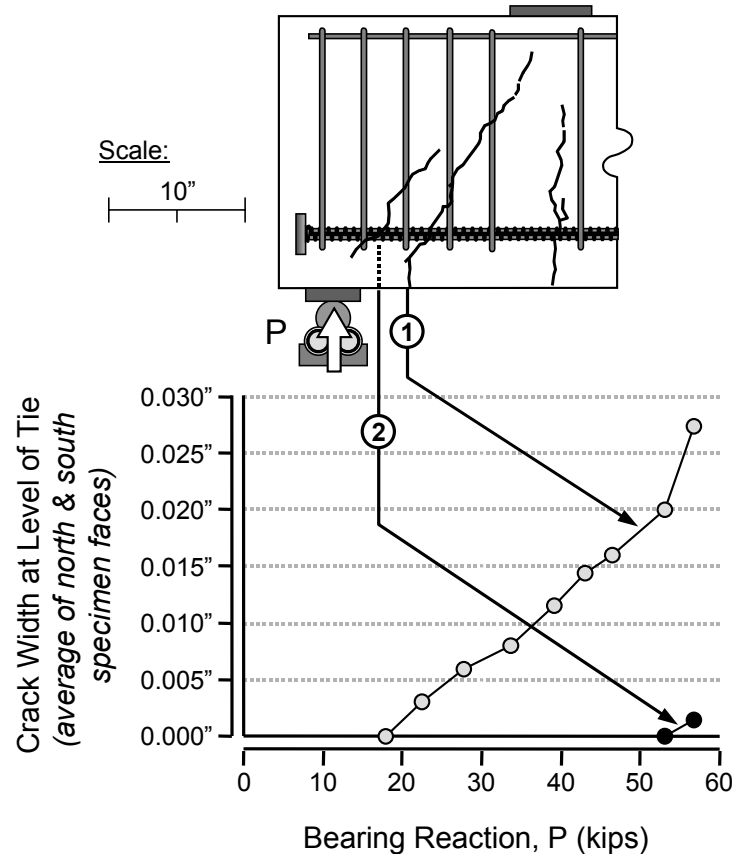 Scale:
10”
P
1
2
Crack Width at Level of Tie
(average of north & south
specimen faces)
0.030”
0.025”
0.020”
0.015”
0.010”
0.005”
0.000”
0 10 20 30 40 50 60
Bearing Reaction, P (kips)